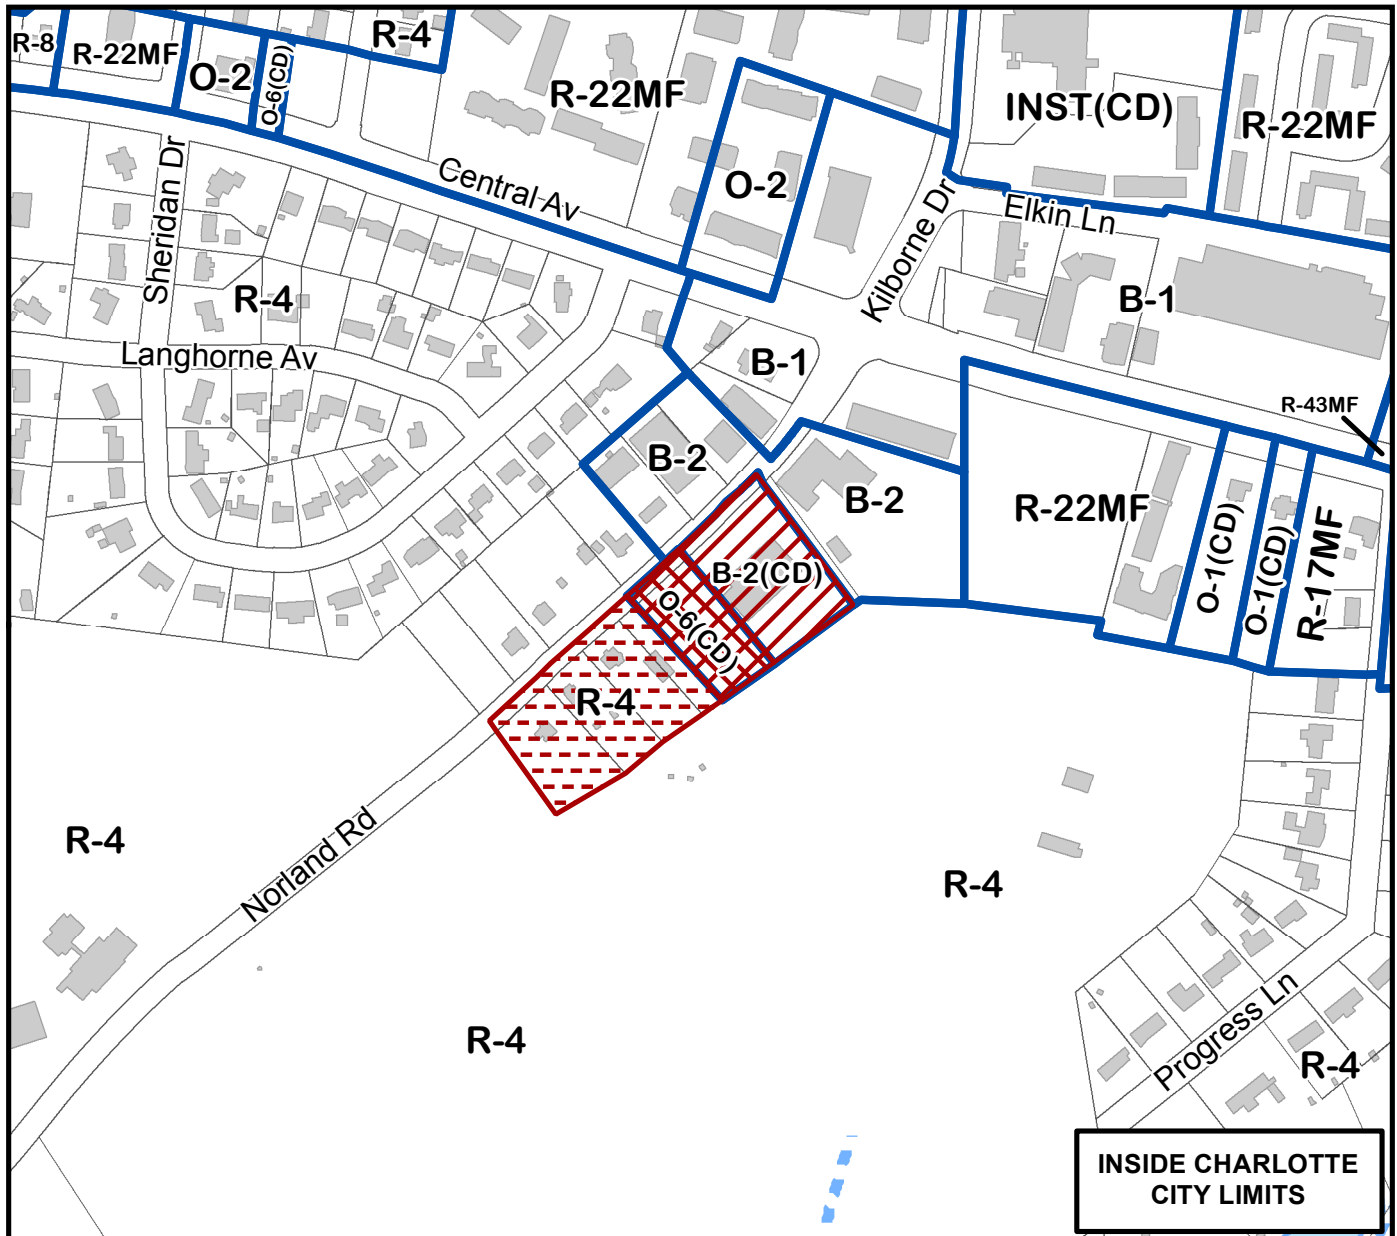 R-8
R-22MF
O-2
O-6(CD)
R-4
R-22MF
INST(CD)
R-22MF
Central Av
O-2
Sheridan Dr
Kilborne Dr
Elkin Ln
R-4
B-1
Langhorne Av
B-1
R-43MF
B-2
B-2
R-22MF
O-1(CD)
O-1(CD)
R-17MF
B-2(CD)
O-6(CD)
R-4
R-4
Norland Rd
R-4
R-4
Progress Ln
R-4
INSIDE CHARLOTTE
CITY LIMITS